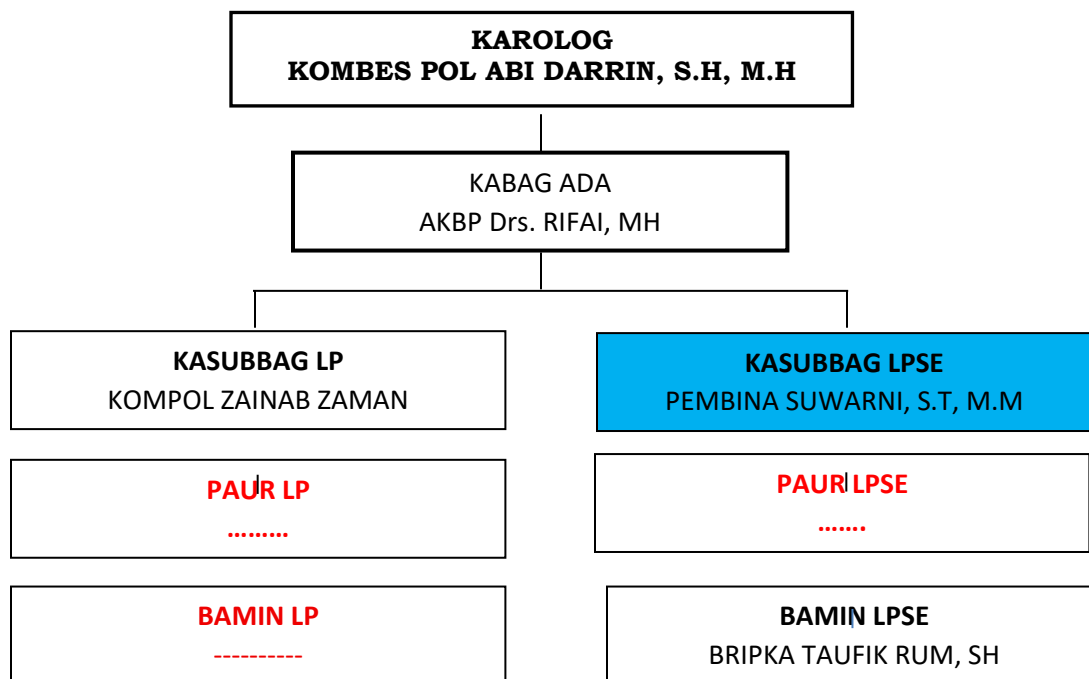 KAROLOG
KOMBES POL ABI DARRIN, S.H, M.H
KABAG ADA
AKBP Drs. RIFAI, MH
KASUBBAG LP
KOMPOL ZAINAB ZAMAN
KASUBBAG LPSE
PEMBINA SUWARNI, S.T, M.M
PAUR LP
.........
PAUR LPSE
.......
BAMIN LP
----------
BAMIN LPSE
BRIPKA TAUFIK RUM, SH